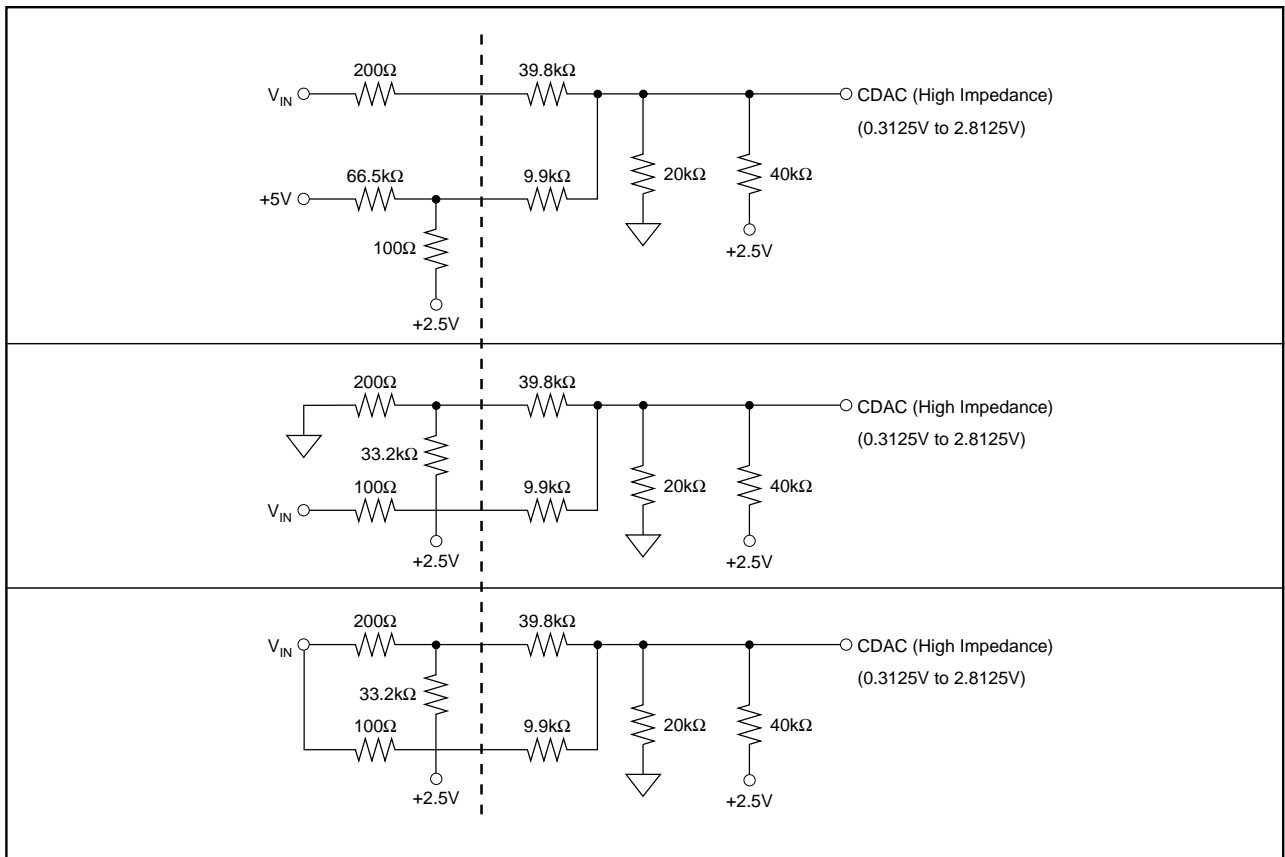 200Ω
39.8kΩ
VIN
CDAC (High Impedance)
(0.3125V to 2.8125V)
66.5kΩ
9.9kΩ
20kΩ
40kΩ
+5V
100Ω
+2.5V
+2.5V
200Ω
39.8kΩ
CDAC (High Impedance)
(0.3125V to 2.8125V)
33.2kΩ
100Ω
9.9kΩ
20kΩ
40kΩ
VIN
+2.5V
+2.5V
200Ω
39.8kΩ
VIN
CDAC (High Impedance)
(0.3125V to 2.8125V)
33.2kΩ
100Ω
9.9kΩ
20kΩ
40kΩ
+2.5V
+2.5V